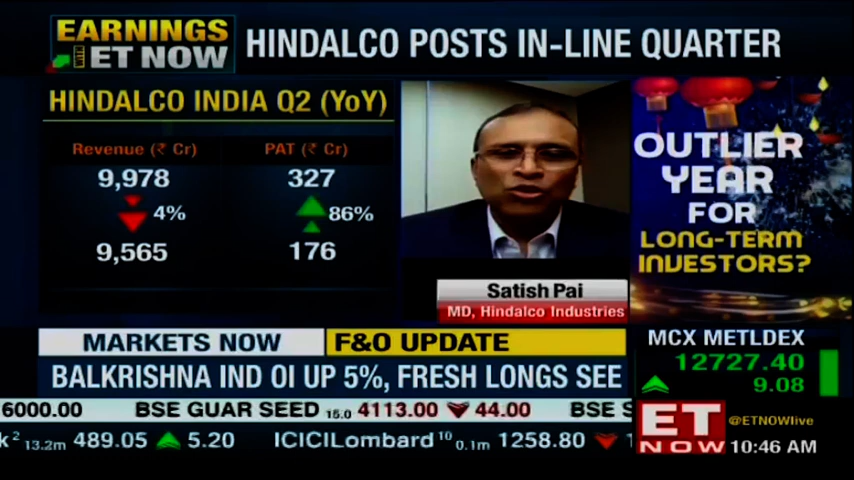 EARNINGS
ET NOW
HINDALCO POSTS IN-LINE QUARTER
HINDALCO INDIA Q2 (YoY)
Revenue (₹ Cr) PAT (₹ Cr)
9,978 327
4% 86%
9,565 176
Satish Pai
MD, Hindalco Industries
OUTLIER
YEAR
FOR
LONG-TERM
INVESTORS?
MARKETS NOW F&O UPDATE
BALKRISHNA IND OI UP 5%, FRESH LONGS SEE
MCX METLDEX
12727.40
9.08
6000.00 BSE GUAR SEED 15.0 4113.00 44.00 BSE S
k² 13.2m 489.05 5.20 ICICILombard¹⁰ 0.1m 1258.80 1
ET
NOW
@ETNOWlive
10:46 AM